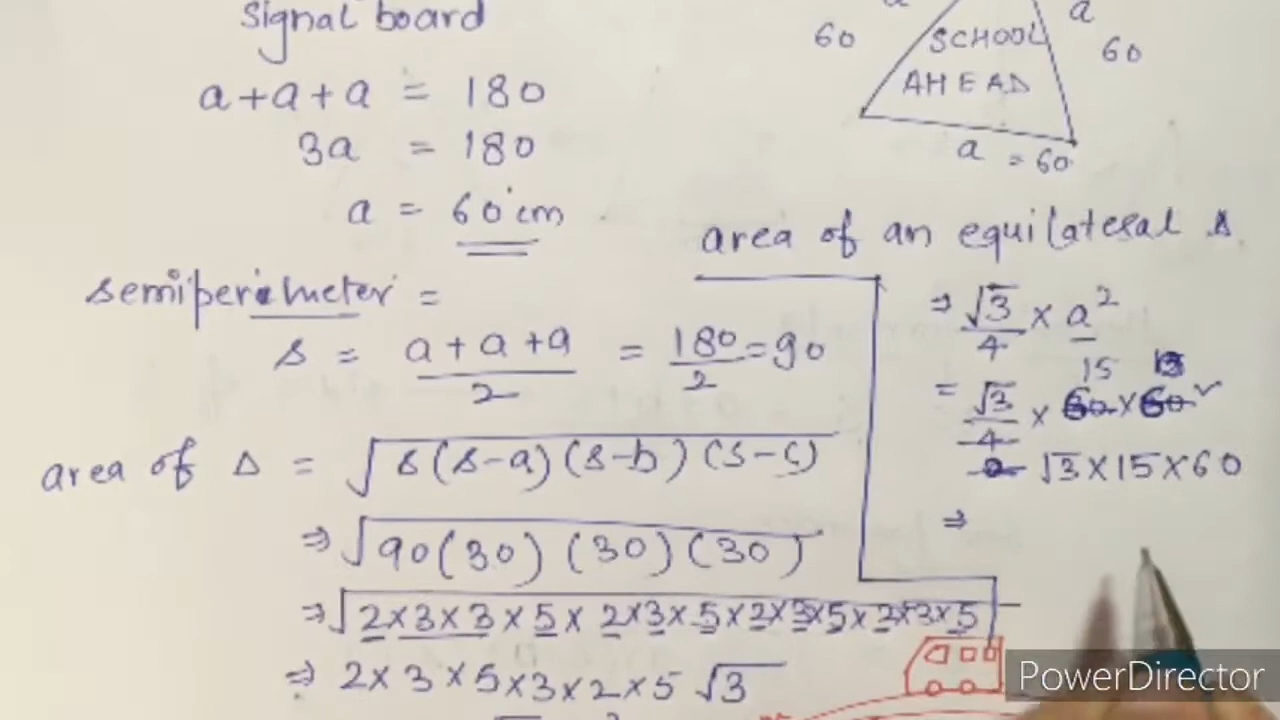 Signal board
a+a+a = 180
3a = 180
a = 60 cm
semiperimeter =
s = a+a+a/2 = 180/2 = 90
area of Δ = √s(s-a)(s-b)(s-c)
⇒ √90(30)(30)(30)
⇒ √2×3×3×5×2×3×5×2×3×5×2×3×5
⇒ 2×3×5×3×2×5√3
a
60
SCHOOL
AHEAD
a
60
a = 60
area of an equilateral Δ
⇒ √3/4 × a²
15
= √3/4 × 60×60
√3×15×60
⇒
PowerDirector